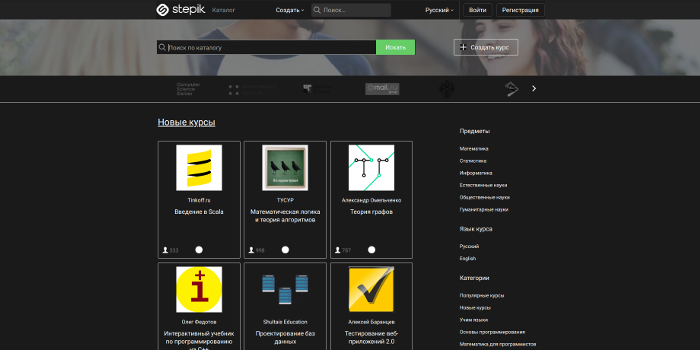 stepik
Каталог
Создать
Поиск...
Русский
Войти
Регистрация
Поиск по каталогу
Искать
Создать курс
Computer
Science
Center
@mail.ru
Новые курсы
Tinkoff.ru
Введение в Scala
333
ТУСУР
Математическая логика
и теория алгоритмов
998
Александр Омельченко
Теория графов
787
Олег Федотов
Интерактивный учебник
по программированию
на C++
Shultais Education
Проектирование баз
данных
Алексей Баранцев
Тестирование веб-
приложений 2.0
Предметы
Математика
Статистика
Информатика
Естественные науки
Общественные науки
Гуманитарные науки
Язык курса
Русский
English
Категории
Популярные курсы
Новые курсы
Учим языки
Основы программирования
Математика для программистов